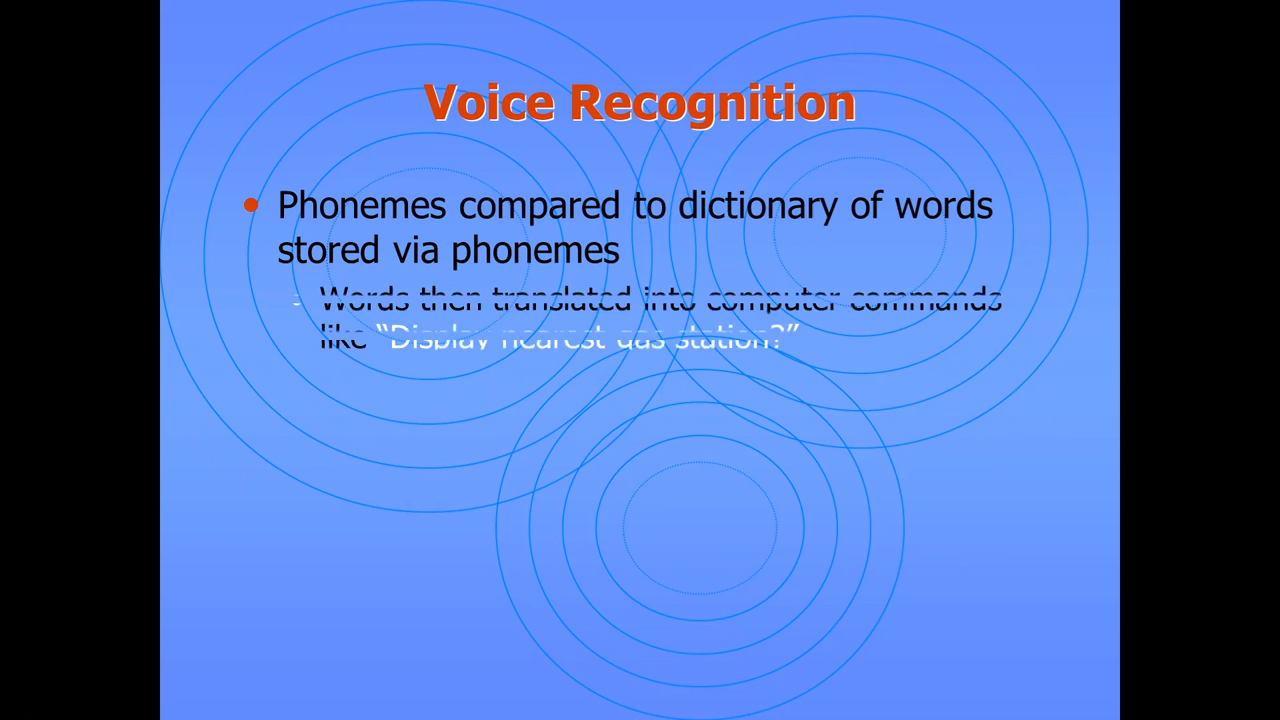 Voice Recognition
Phonemes compared to dictionary of words
stored via phonemes
Words then translated into computer commands
like “Display nearest gas station?”